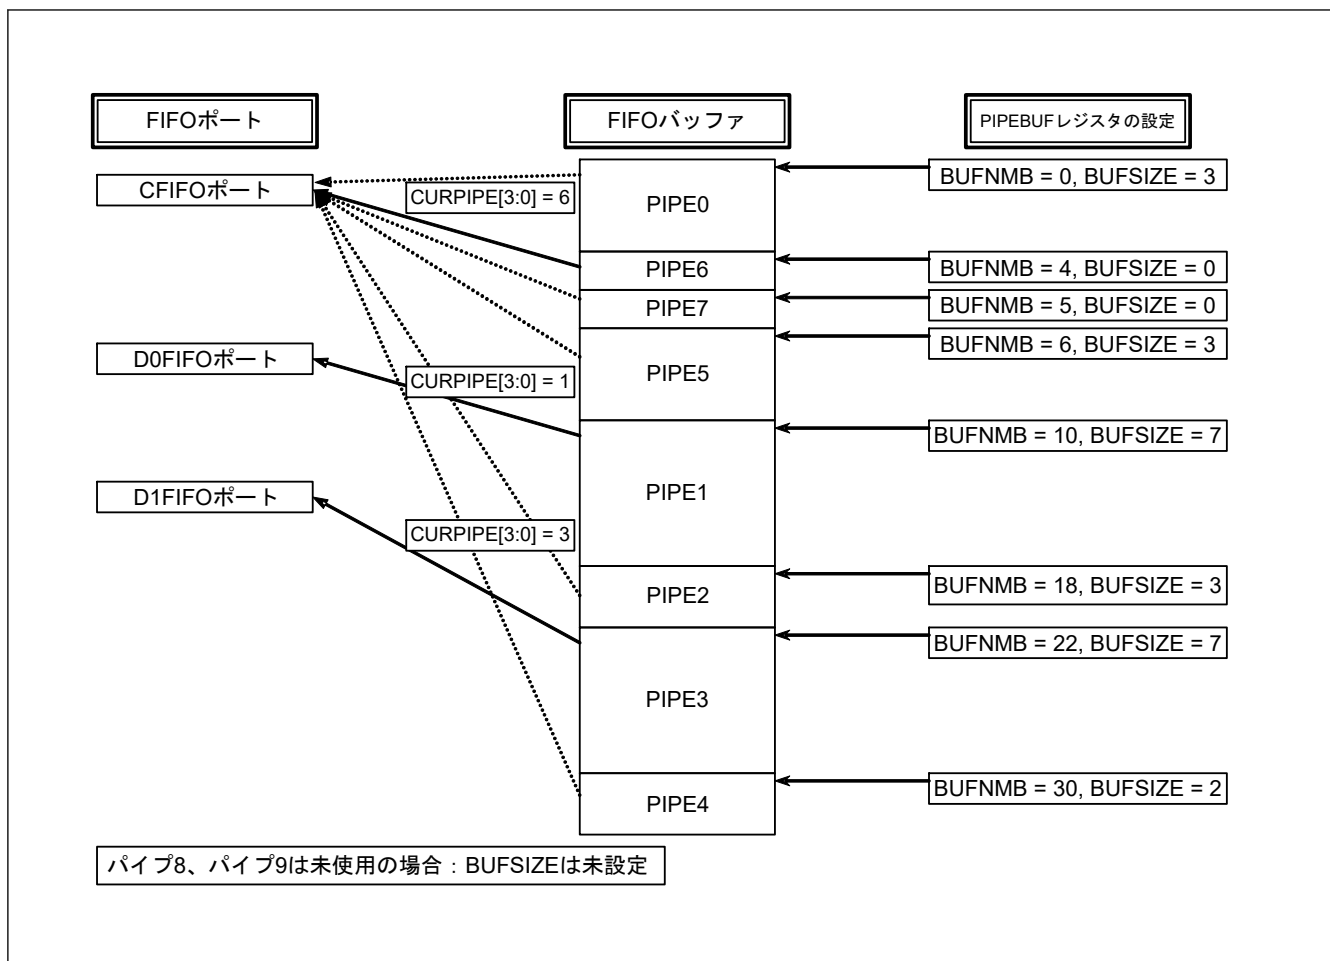 FIFOポート
FIFOバッファ
PIPEBUFレジスタの設定
CFIFOポート
CURPIPE[3:0] = 6
PIPE0
BUFNMB = 0, BUFSIZE = 3
PIPE6
BUFNMB = 4, BUFSIZE = 0
PIPE7
BUFNMB = 5, BUFSIZE = 0
D0FIFOポート
CURPIPE[3:0] = 1
PIPE5
BUFNMB = 6, BUFSIZE = 3
PIPE1
BUFNMB = 10, BUFSIZE = 7
D1FIFOポート
CURPIPE[3:0] = 3
PIPE2
BUFNMB = 18, BUFSIZE = 3
PIPE3
BUFNMB = 22, BUFSIZE = 7
PIPE4
BUFNMB = 30, BUFSIZE = 2
パイプ8、パイプ9は未使用の場合：BUFSIZEは未設定